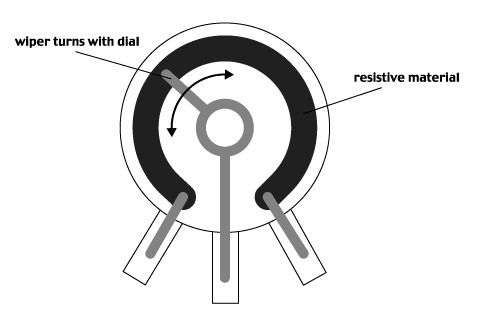 wiper turns with dial
resistive material